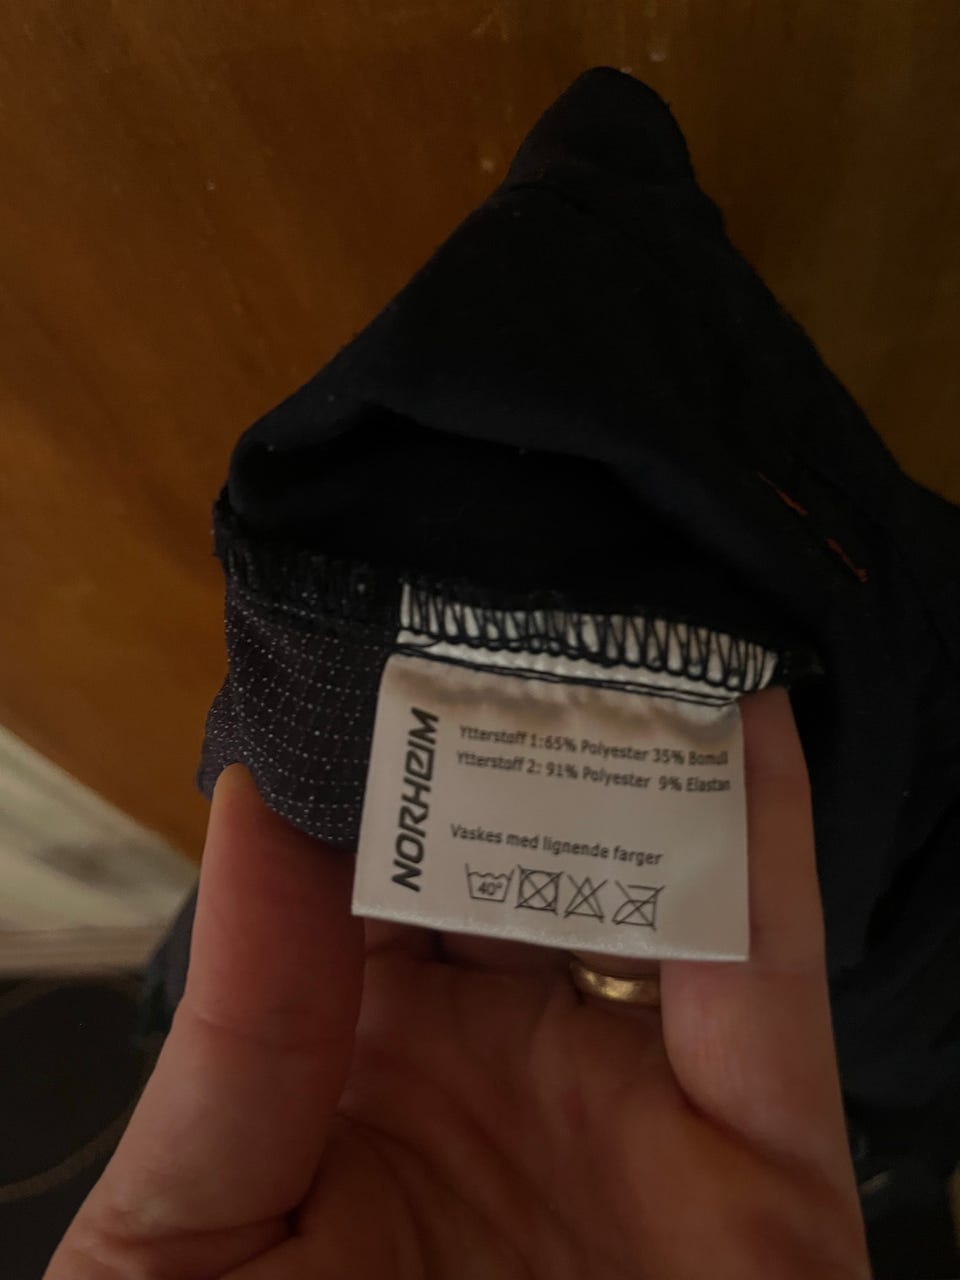 NORHEIM
Ytterstoff 1:65% Polyester 35% Bomull
Ytterstoff 2: 91% Polyester 9% Elastan
Vaskes med lignende farger
40°